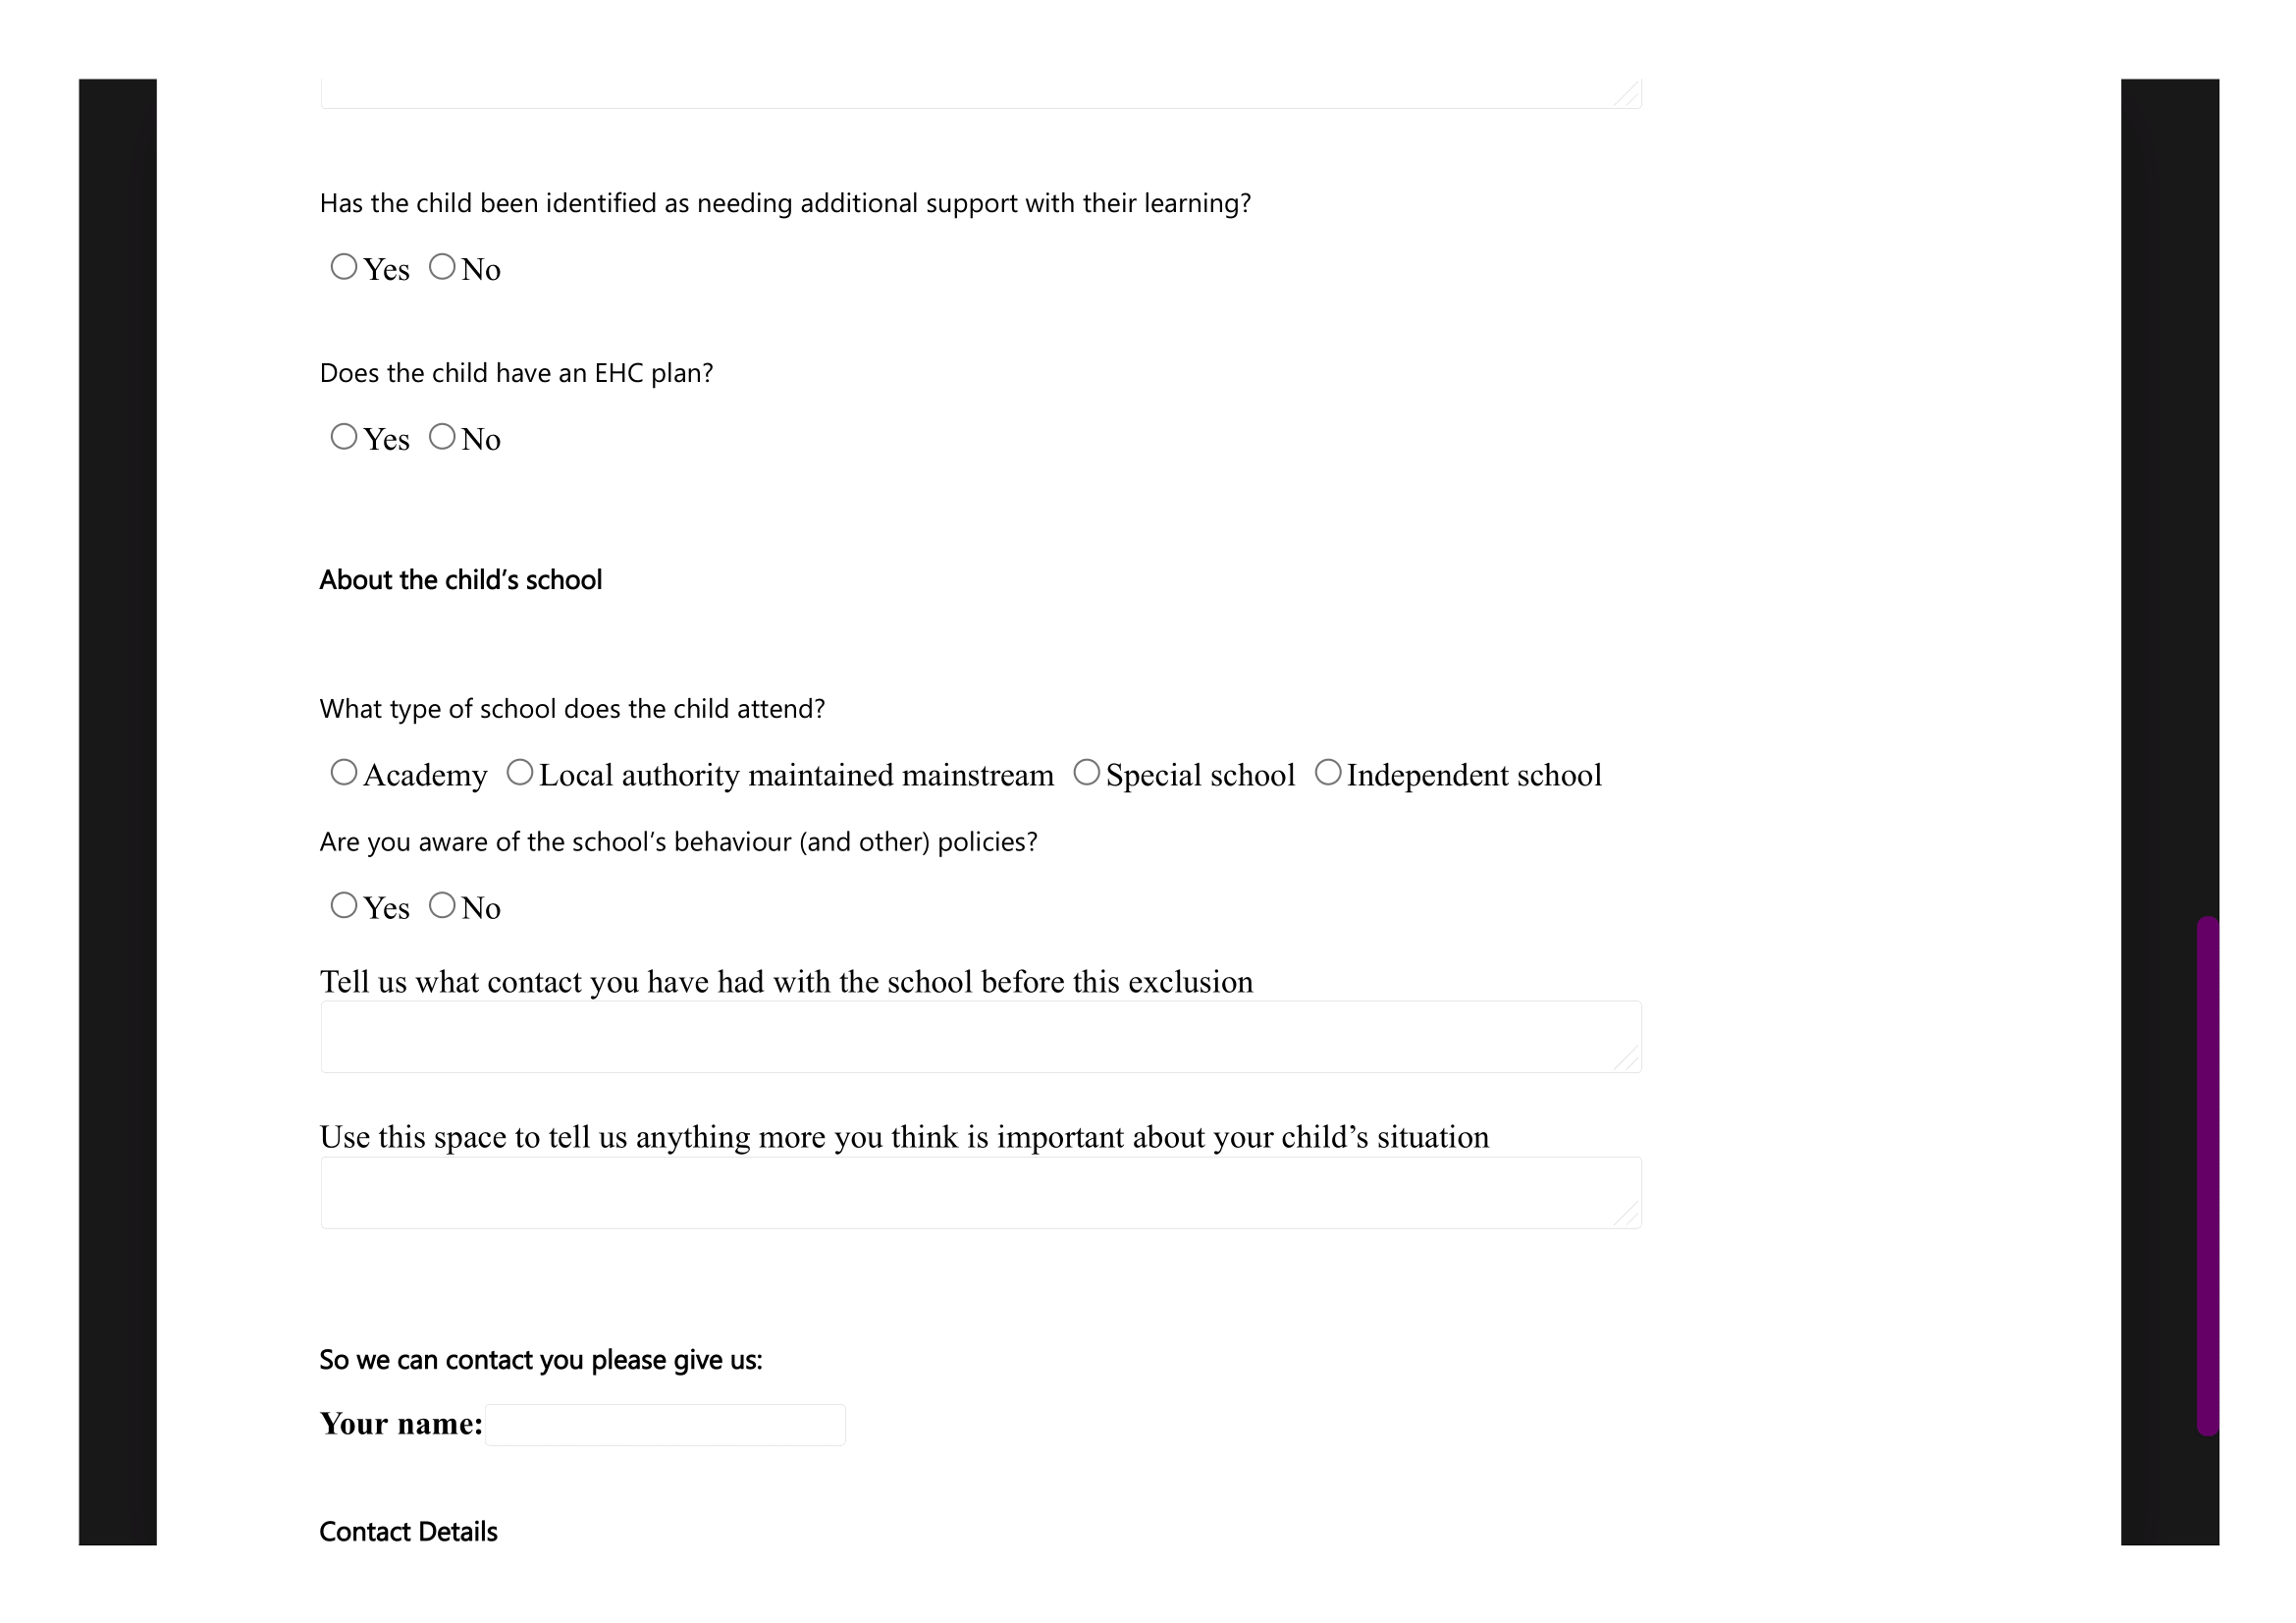 Has the child been identified as needing additional support with their learning?
Yes No
Does the child have an EHC plan?
Yes No
About the child’s school
What type of school does the child attend?
Academy Local authority maintained mainstream Special school Independent school
Are you aware of the school’s behaviour (and other) policies?
Yes No
Tell us what contact you have had with the school before this exclusion
Use this space to tell us anything more you think is important about your child’s situation
So we can contact you please give us:
Your name:
Contact Details